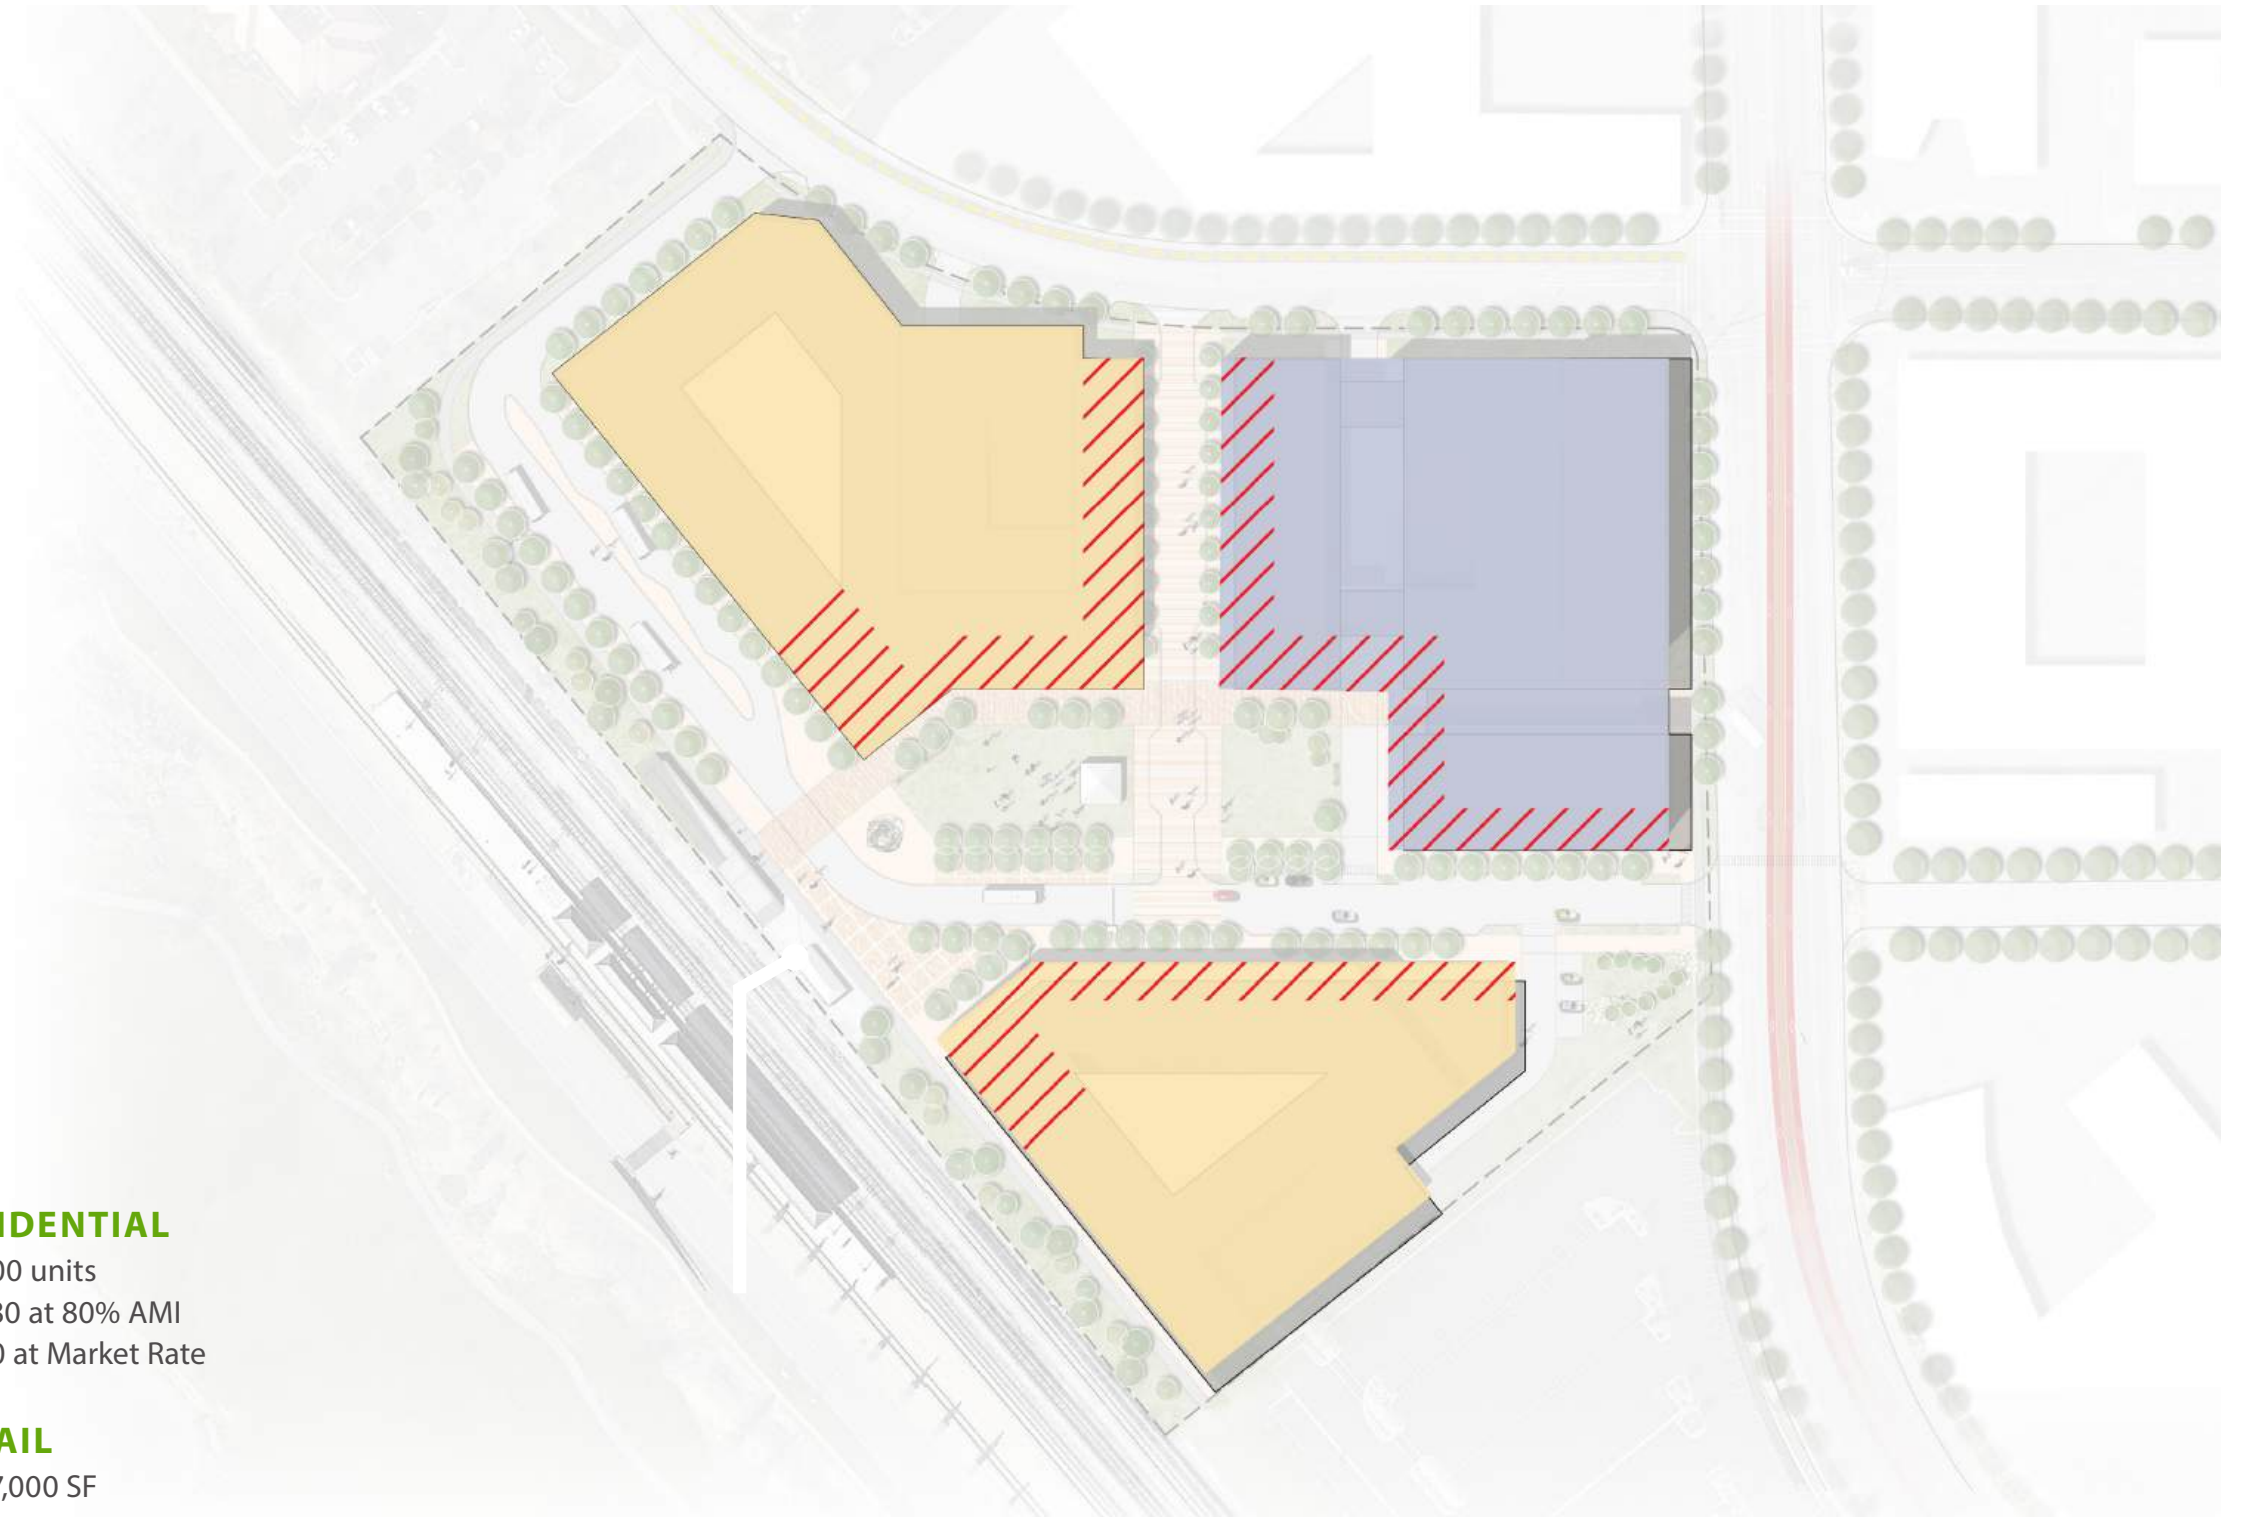 IDENTIAL
00 units
30 at 80% AMI
0 at Market Rate
AIL
7,000 SF